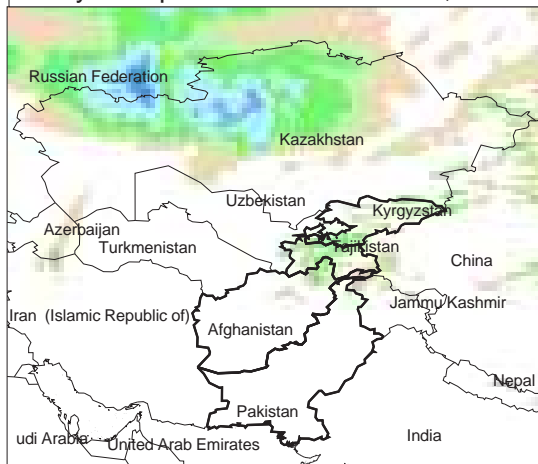 Russian Federation
Kazakhstan
Uzbekistan
Kyrgyzstan
Azerbaijan
Turkmenistan
Tajikistan
China
Jammu/Kashmir
Iran (Islamic Republic of)
Afghanistan
Nepal
Pakistan
udi Arabia
United Arab Emirates
India